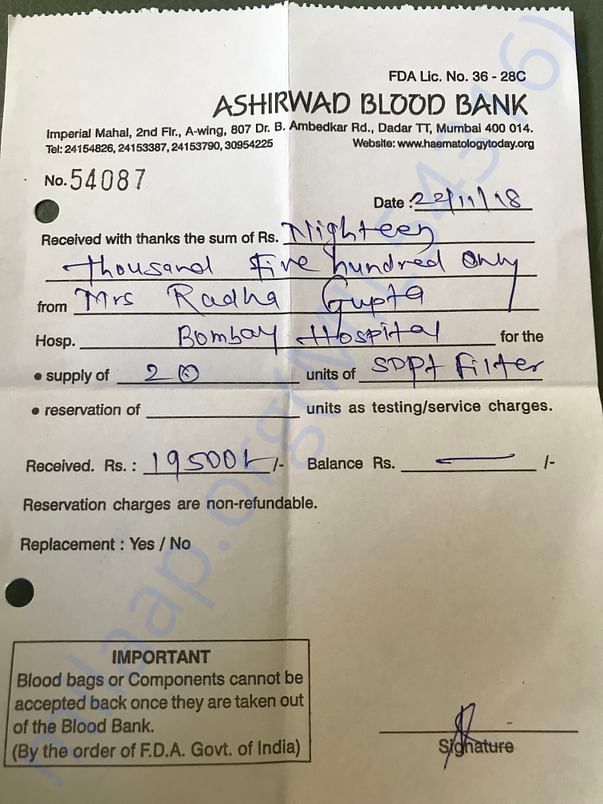 FDA Lic. No. 36 - 28C
ASHIRWAD BLOOD BANK
Imperial Mahal, 2nd Flr., A-wing, 807 Dr. B. Ambedkar Rd., Dadar TT, Mumbai 400 014.
Tel: 24154826, 24153387, 24153790, 30954225 Website: www.haematologytoday.org
No. 54087
Date : 22/11/18
Received with thanks the sum of Rs. Nighteen
thousand five hundred only
from Mrs Radha Gupta
Hosp. Bombay Hospital for the
• supply of 2 units of SDPt filter
• reservation of units as testing/service charges.
Received. Rs. : 19500/- /- Balance Rs. — /-
Reservation charges are non-refundable.
Replacement : Yes / No
IMPORTANT
Blood bags or Components cannot be
accepted back once they are taken out
of the Blood Bank.
(By the order of F.D.A. Govt. of India)
Signature